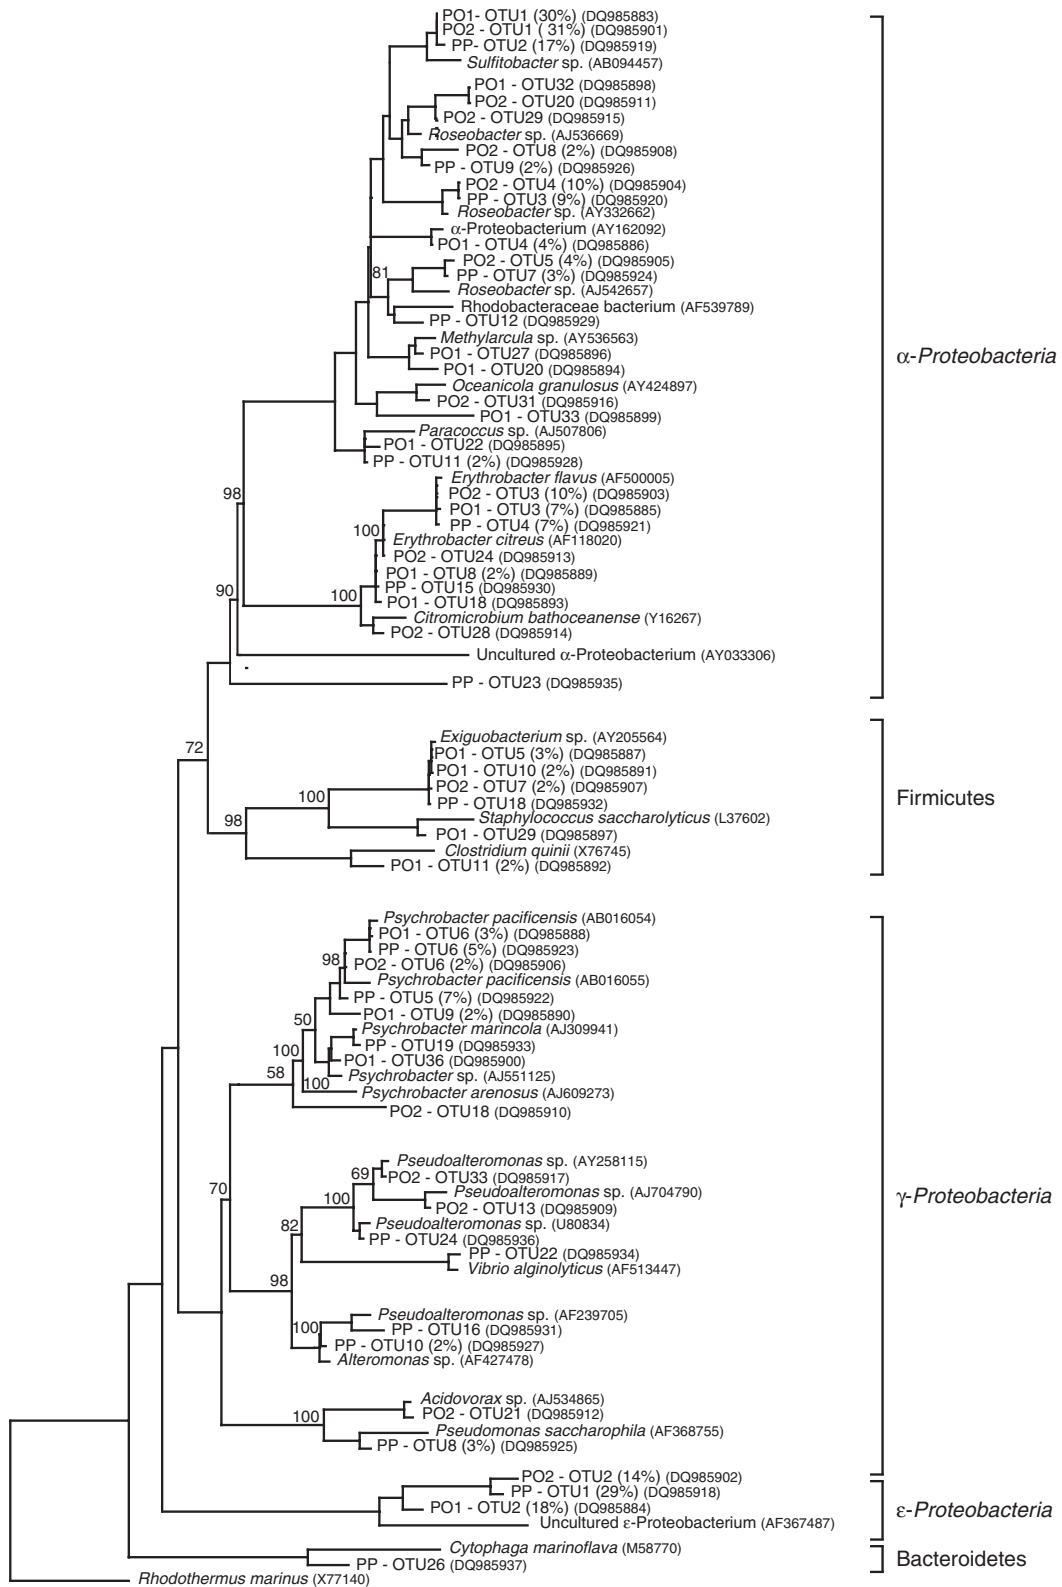 PO1- OTU1 (30%) (DQ985883)
PO2 - OTU1 ( 31%) (DQ985901)
PP- OTU2 (17%) (DQ985919)
Sulfitobacter sp. (AB094457)
PO1 - OTU32 (DQ985898)
PO2 - OTU20 (DQ985911)
PO2 - OTU29 (DQ985915)
Roseobacter sp. (AJ536669)
PO2 - OTU8 (2%) (DQ985908)
PP - OTU9 (2%) (DQ985926)
PO2 - OTU4 (10%) (DQ985904)
PP - OTU3 (9%) (DQ985920)
Roseobacter sp. (AY332662)
α-Proteobacterium (AY162092)
PO1 - OTU4 (4%) (DQ985886)
PO2 - OTU5 (4%) (DQ985905)
81
PP - OTU7 (3%) (DQ985924)
Roseobacter sp. (AJ542657)
Rhodobacteraceae bacterium (AF539789)
PP - OTU12 (DQ985929)
Methylarcula sp. (AY536563)
PO1 - OTU27 (DQ985896)
α-Proteobacteria
PO1 - OTU20 (DQ985894)
Oceanicola granulosus (AY424897)
PO2 - OTU31 (DQ985916)
PO1 - OTU33 (DQ985899)
Paracoccus sp. (AJ507806)
PO1 - OTU22 (DQ985895)
PP - OTU11 (2%) (DQ985928)
Erythrobacter flavus (AF500005)
98
PO2 - OTU3 (10%) (DQ985903)
PO1 - OTU3 (7%) (DQ985885)
PP - OTU4 (7%) (DQ985921)
100
Erythrobacter citreus (AF118020)
PO2 - OTU24 (DQ985913)
PO1 - OTU8 (2%) (DQ985889)
90
PP - OTU15 (DQ985930)
100
PO1 - OTU18 (DQ985893)
Citromicrobium bathoceanense (Y16267)
PO2 - OTU28 (DQ985914)
Uncultured α-Proteobacterium (AY033306)
PP - OTU23 (DQ985935)
Exiguobacterium sp. (AY205564)
72
PO1 - OTU5 (3%) (DQ985887)
PO1 - OTU10 (2%) (DQ985891)
PO2 - OTU7 (2%) (DQ985907)
100
Firmicutes
PP - OTU18 (DQ985932)
Staphylococcus saccharolyticus (L37602)
98
PO1 - OTU29 (DQ985897)
Clostridium quinii (X76745)
PO1 - OTU11 (2%) (DQ985892)
Psychrobacter pacificensis (AB016054)
PO1 - OTU6 (3%) (DQ985888)
PP - OTU6 (5%) (DQ985923)
98
PO2 - OTU6 (2%) (DQ985906)
Psychrobacter pacificensis (AB016055)
PP - OTU5 (7%) (DQ985922)
PO1 - OTU9 (2%) (DQ985890)
50
Psychrobacter marincola (AJ309941)
PP - OTU19 (DQ985933)
100
PO1 - OTU36 (DQ985900)
58
Psychrobacter sp. (AJ551125)
100
Psychrobacter arenosus (AJ609273)
PO2 - OTU18 (DQ985910)
Pseudoalteromonas sp. (AY258115)
69
PO2 - OTU33 (DQ985917)
70
Pseudoalteromonas sp. (AJ704790)
γ-Proteobacteria
100
PO2 - OTU13 (DQ985909)
82
Pseudoalteromonas sp. (U80834)
PP - OTU24 (DQ985936)
PP - OTU22 (DQ985934)
Vibrio alginolyticus (AF513447)
98
Pseudoalteromonas sp. (AF239705)
100
PP - OTU16 (DQ985931)
PP - OTU10 (2%) (DQ985927)
Alteromonas sp. (AF427478)
Acidovorax sp. (AJ534865)
100
PO2 - OTU21 (DQ985912)
Pseudomonas saccharophila (AF368755)
PP - OTU8 (3%) (DQ985925)
PO2 - OTU2 (14%) (DQ985902)
PP - OTU1 (29%) (DQ985918)
PO1 - OTU2 (18%) (DQ985884)
ε-Proteobacteria
Uncultured ε-Proteobacterium (AF367487)
Cytophaga marinoflava (M58770)
Bacteroidetes
PP - OTU26 (DQ985937)
Rhodothermus marinus (X77140)